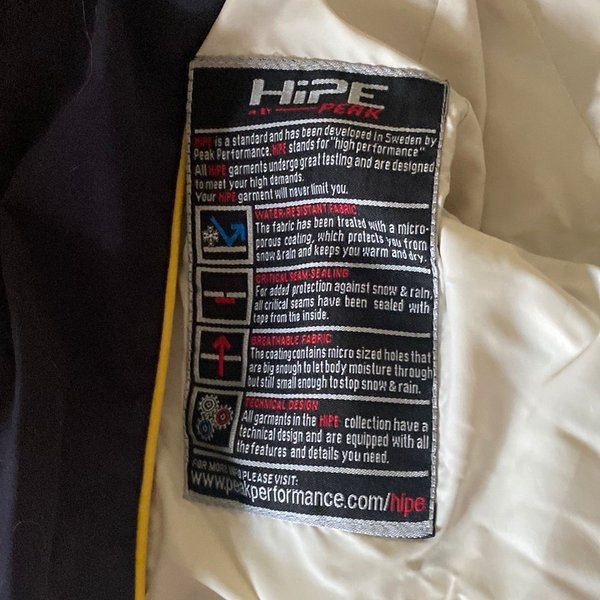 HiPE
BY PEAK
HiPE is a standard and has been developed in Sweden by
Peak Performance. HiPE stands for "high performance"
All HiPE garments undergo great testing and are designed
to meet your high demands.
Your HiPE garment will never limit you.
WATER-RESISTANT FABRIC
The fabric has been treated with a micro-
porous coating, which protects you from
snow & rain and keeps you warm and dry.
CRITICAL SEAM-SEALING
For added protection against snow & rain,
all critical seams have been sealed with
tape from the inside.
BREATHABLE FABRIC
The coating contains micro sized holes that
are big enough to let body moisture through
but still small enough to stop snow & rain.
TECHNICAL DESIGN
All garments in the HiPE collection have a
technical design and are equipped with all
the features and details you need.
FOR MORE INFO PLEASE VISIT:
www.peakperformance.com/hipe